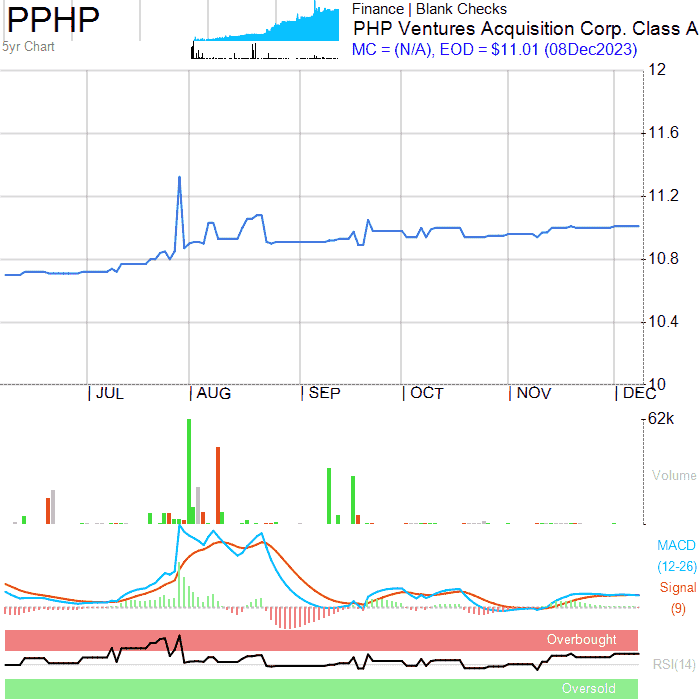 PPHP
5yr Chart
Finance | Blank Checks
PHP Ventures Acquisition Corp. Class A
MC = (N/A), EOD = $11.01 (08Dec2023)
12
11.6
11.2
10.8
10.4
10
JUL
AUG
SEP
OCT
NOV
DEC
62k
Volume
MACD
(12-26)
Signal
(9)
Overbought
RSI(14)
Oversold